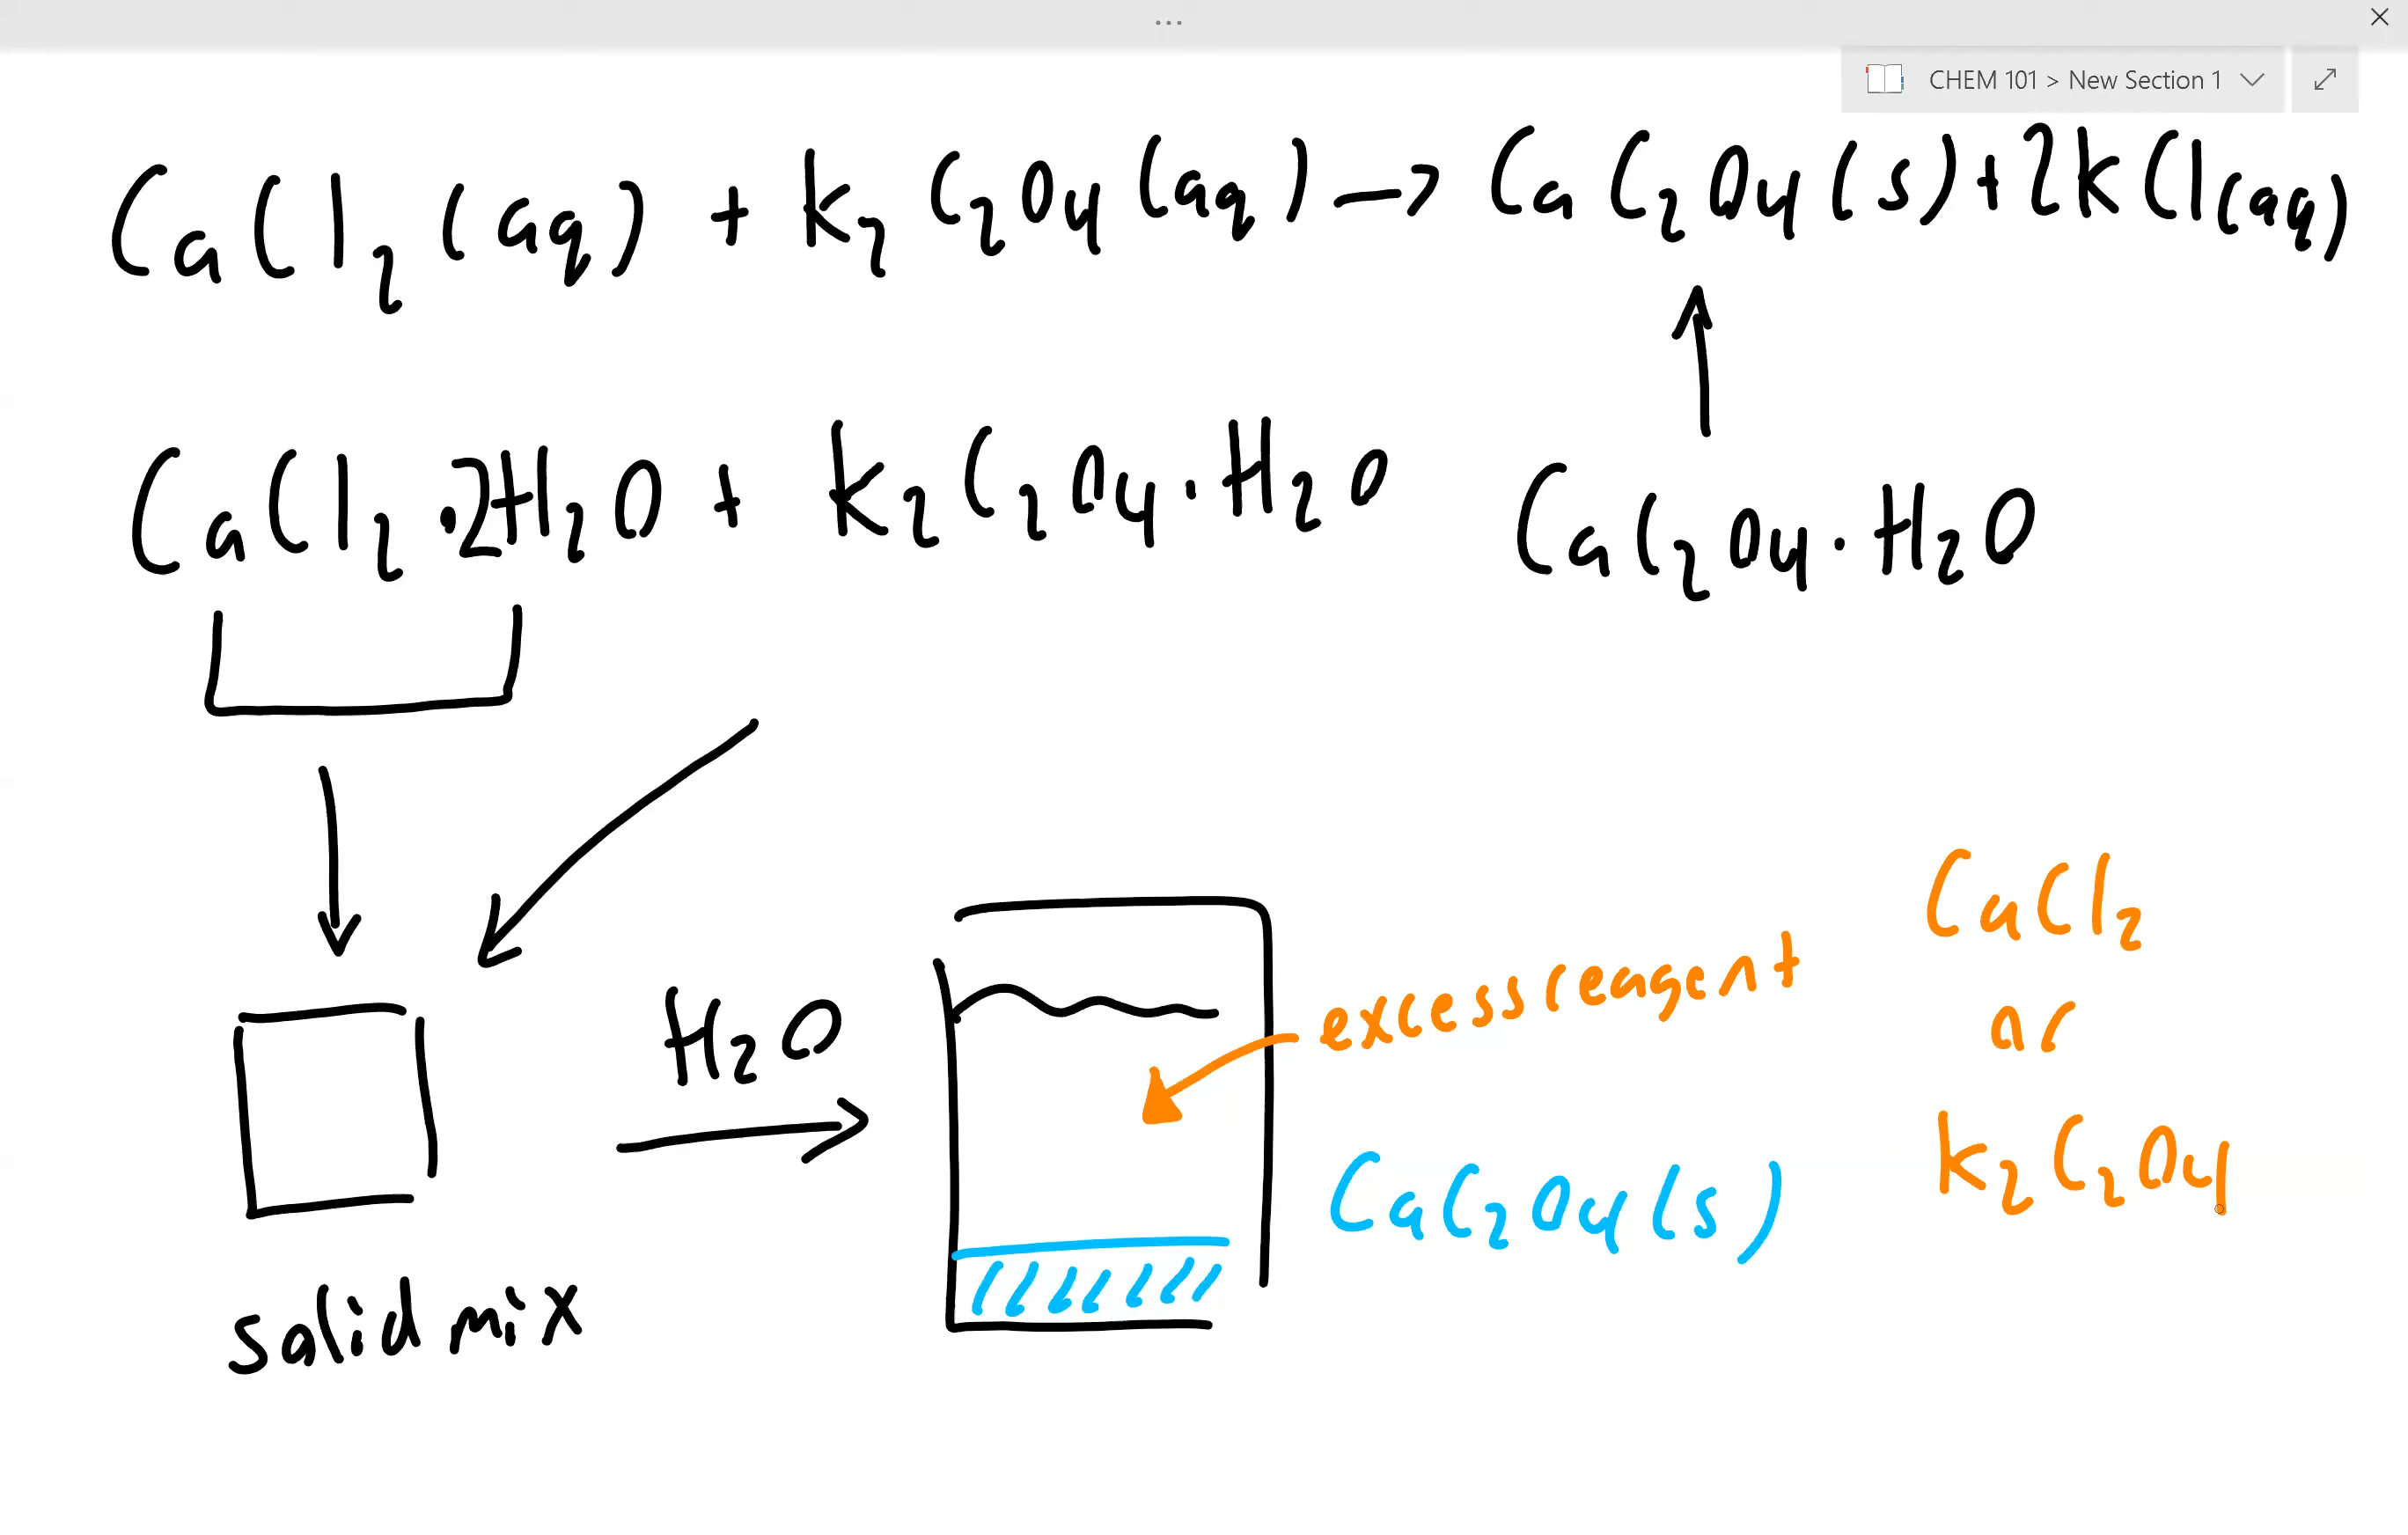 CHEM 101 > New Section 1
CaCl₂(aq) + K₂C₂O₄(aq) → CaC₂O₄(s) + 2KCl(aq)
CaCl₂·2H₂O + K₂C₂O₄·H₂O
CaC₂O₄·H₂O
H₂O
solid mix
excess reagent
CaC₂O₄(s)
CaCl₂
or
K₂C₂O₄